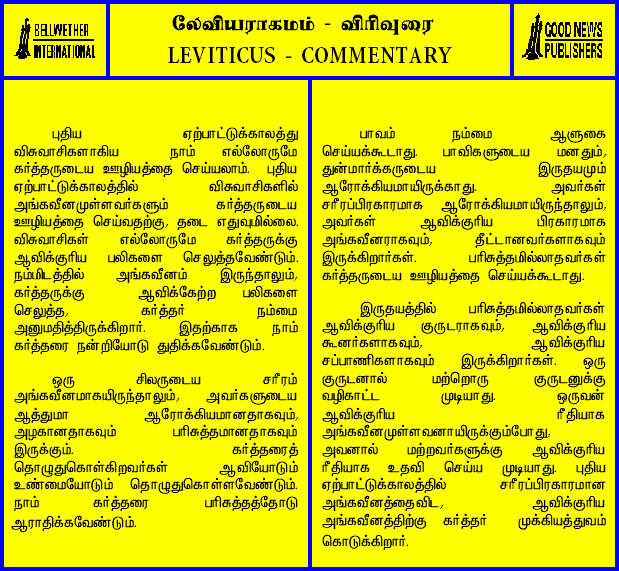 BELLWETHER
INTERNATIONAL
லேவியராகமம் - விரிவுரை
LEVITICUS - COMMENTARY
GOOD NEWS
PUBLISHERS
புதிய ஏற்பாட்டுக்காலத்து
விசுவாசிகளாகிய நாம் எல்லோருமே
கர்த்தருடைய ஊழியத்தை செய்யலாம். புதிய
ஏற்பாட்டுக்காலத்தில் விசுவாசிகளில்
அங்கவீனமுள்ளவர்களும் கர்த்தருடைய
ஊழியத்தை செய்வதற்கு, தடை எதுவுமில்லை.
விசுவாசிகள் எல்லோருமே கர்த்தருக்கு
ஆவிக்குரிய பலிகளை செலுத்தவேண்டும்.
நம்மிடத்தில் அங்கவீனம் இருந்தாலும்,
கர்த்தருக்கு ஆவிக்கேற்ற பலிகளை
செலுத்த, கர்த்தர் நம்மை
அனுமதித்திருக்கிறார். இதற்காக நாம்
கர்த்தரை நன்றியோடு துதிக்கவேண்டும்.
ஒரு சிலருடைய சரீரம்
அங்கவீனமாகயிருந்தாலும், அவர்களுடைய
ஆத்துமா ஆரோக்கியமானதாகவும்,
அழகானதாகவும் பரிசுத்தமானதாகவும்
இருக்கும். கர்த்தரைத்
தொழுதுகொள்கிறவர்கள் ஆவியோடும்
உண்மையோடும் தொழுதுகொள்ளவேண்டும்.
நாம் கர்த்தரை பரிசுத்தத்தோடு
ஆராதிக்கவேண்டும்.
பாவம் நம்மை ஆளுகை
செய்யக்கூடாது. பாவிகளுடைய மனதும்,
துன்மார்க்கருடைய இருதயமும்
ஆரோக்கியமாயிருக்காது. அவர்கள்
சரீரப்பிரகாரமாக ஆரோக்கியமாயிருந்தாலும்,
அவர்கள் ஆவிக்குரிய பிரகாரமாக
அங்கவீனராகவும், தீட்டானவர்களாகவும்
இருக்கிறார்கள். பரிசுத்தமில்லாதவர்கள்
கர்த்தருடைய ஊழியத்தை செய்யக்கூடாது.
இருதயத்தில் பரிசுத்தமில்லாதவர்கள்
ஆவிக்குரிய குருடராகவும், ஆவிக்குரிய
கூனர்களாகவும், ஆவிக்குரிய
சப்பாணிகளாகவும் இருக்கிறார்கள். ஒரு
குருடனால் மற்றொரு குருடனுக்கு
வழிகாட்ட முடியாது. ஒருவன்
ஆவிக்குரிய ரீதியாக
அங்கவீனமுள்ளவனாயிருக்கும்போது,
அவனால் மற்றவர்களுக்கு ஆவிக்குரிய
ரீதியாக உதவி செய்ய முடியாது. புதிய
ஏற்பாட்டுக்காலத்தில் சரீரப்பிரகாரமான
அங்கவீனத்தைவிட, ஆவிக்குரிய
அங்கவீனத்திற்கு கர்த்தர் முக்கியத்துவம்
கொடுக்கிறார்.